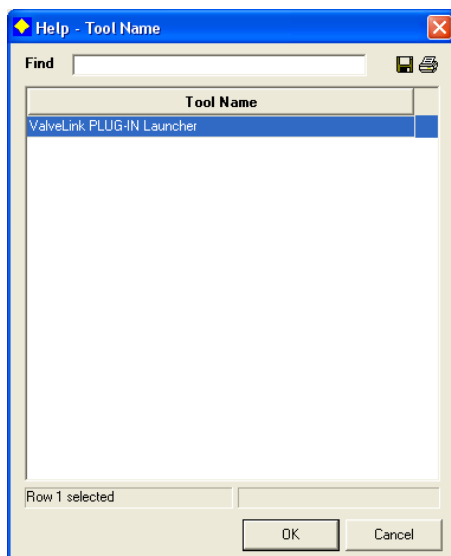 Help - Tool Name
Find
Tool Name
ValveLink PLUG-IN Launcher
Row 1 selected
OK
Cancel